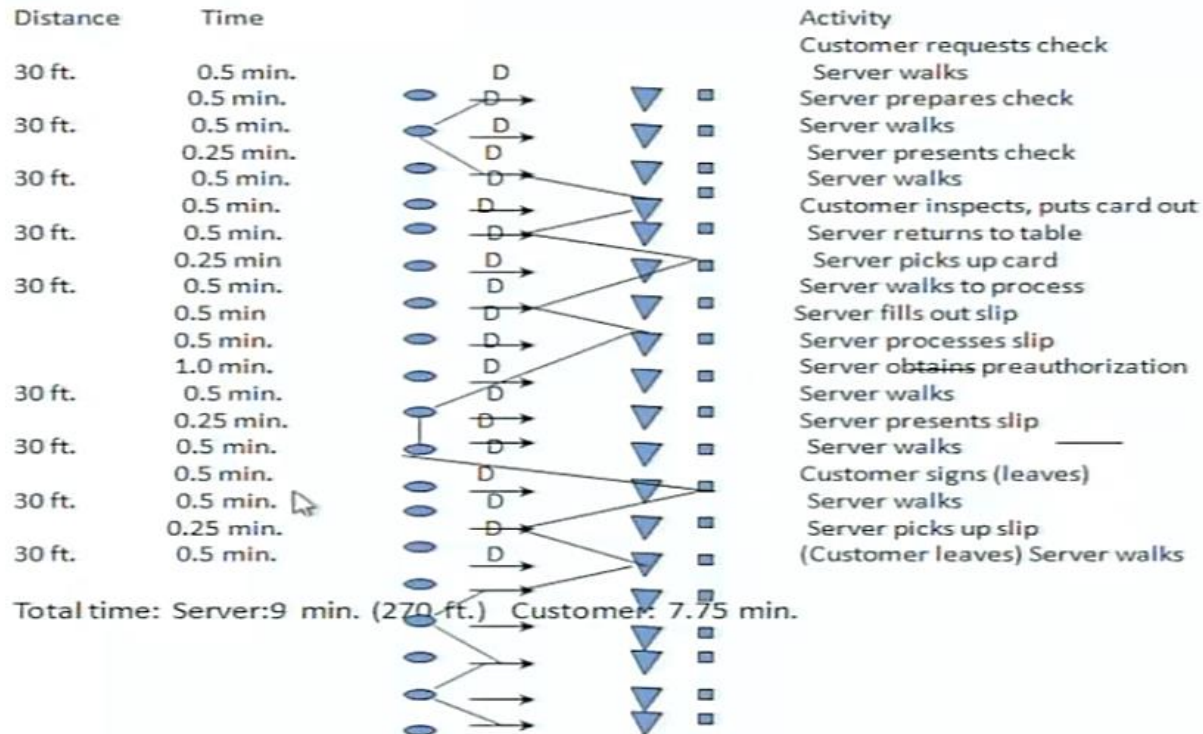 Distance Time Activity
Customer requests check
30 ft. 0.5 min. D Server walks
0.5 min. D Server prepares check
30 ft. 0.5 min. D Server walks
0.25 min. D Server presents check
30 ft. 0.5 min. D Server walks
0.5 min. D Customer inspects, puts card out
30 ft. 0.5 min. D Server returns to table
0.25 min D Server picks up card
30 ft. 0.5 min. D Server walks to process
0.5 min D Server fills out slip
0.5 min. D Server processes slip
1.0 min. D Server obtains preauthorization
30 ft. 0.5 min. D Server walks
0.25 min. D Server presents slip
30 ft. 0.5 min. D Server walks
0.5 min. D Customer signs (leaves)
30 ft. 0.5 min. D Server walks
0.25 min. D Server picks up slip
30 ft. 0.5 min. D (Customer leaves) Server walks
Total time: Server:9 min. (270 ft.) Customer: 7.75 min.